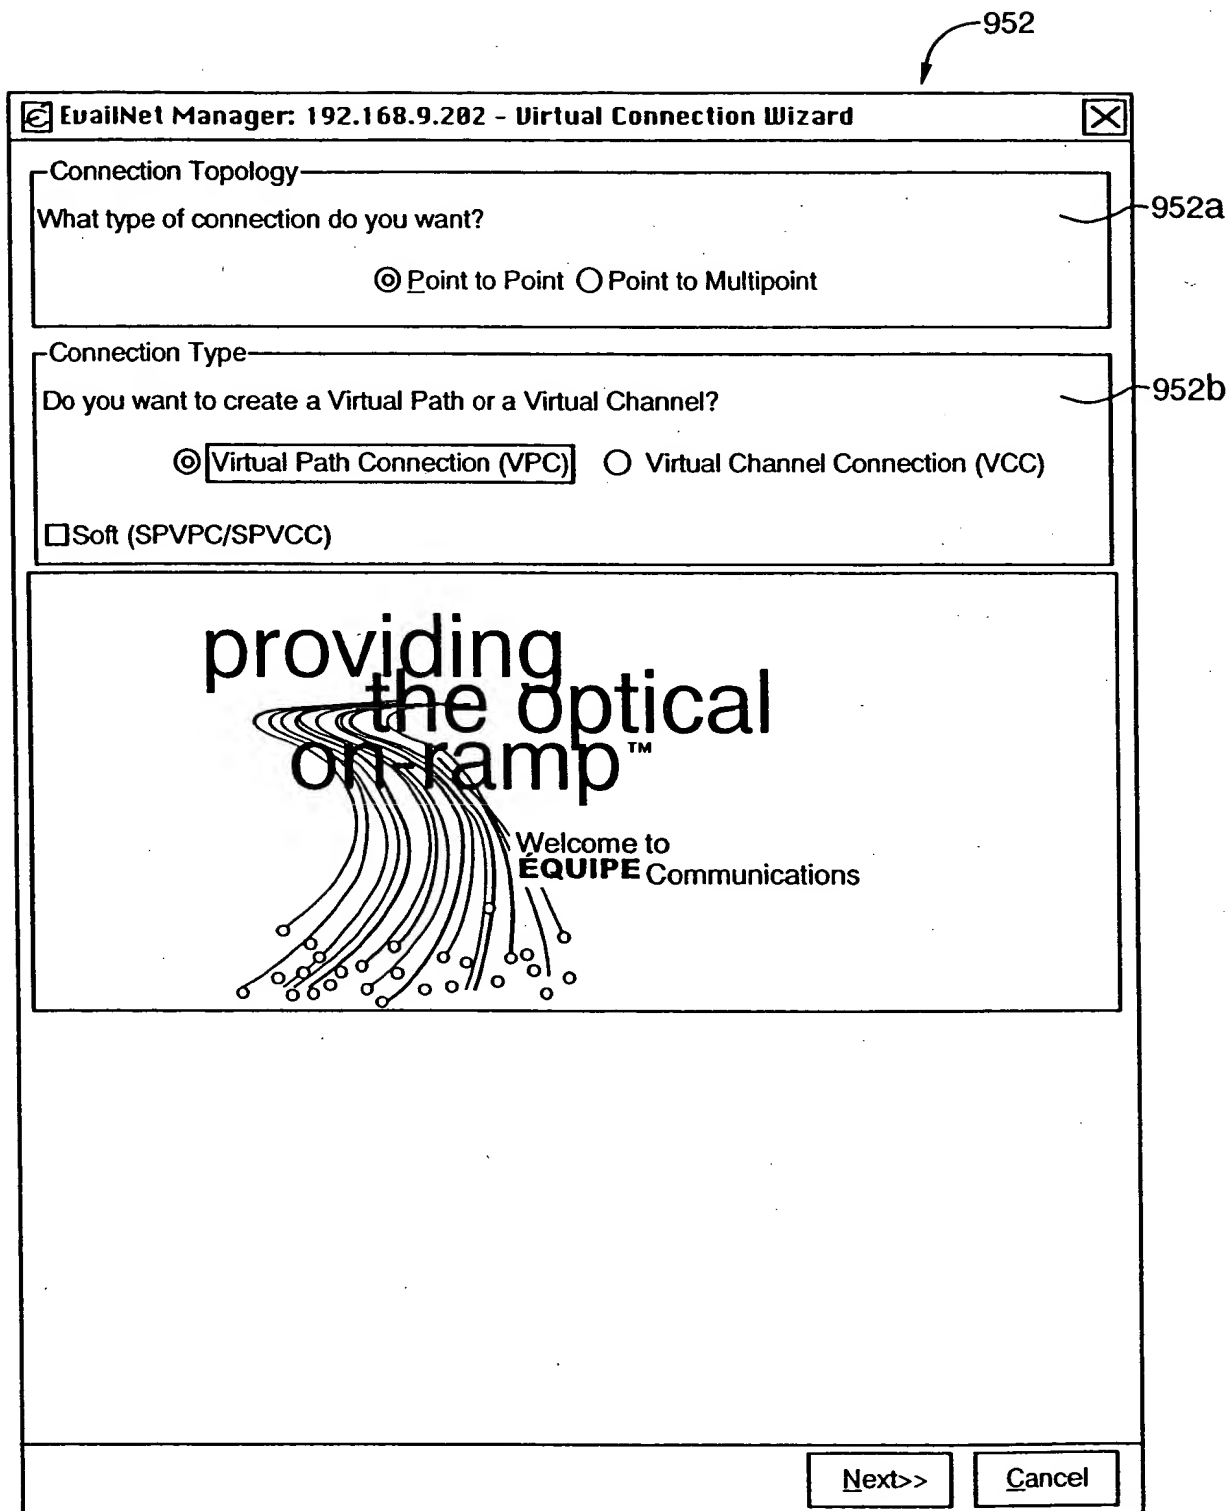 952
EvailNet Manager: 192.168.9.202 - Virtual Connection Wizard
Connection Topology
What type of connection do you want?
952a
Point to Point Point to Multipoint
Connection Type
Do you want to create a Virtual Path or a Virtual Channel?
952b
Virtual Path Connection (VPC) Virtual Channel Connection (VCC)
Soft (SPVPC/SPVCC)
providing
the optical
on-ramp™
Welcome to
ÉQUIPE Communications
Next>> Cancel